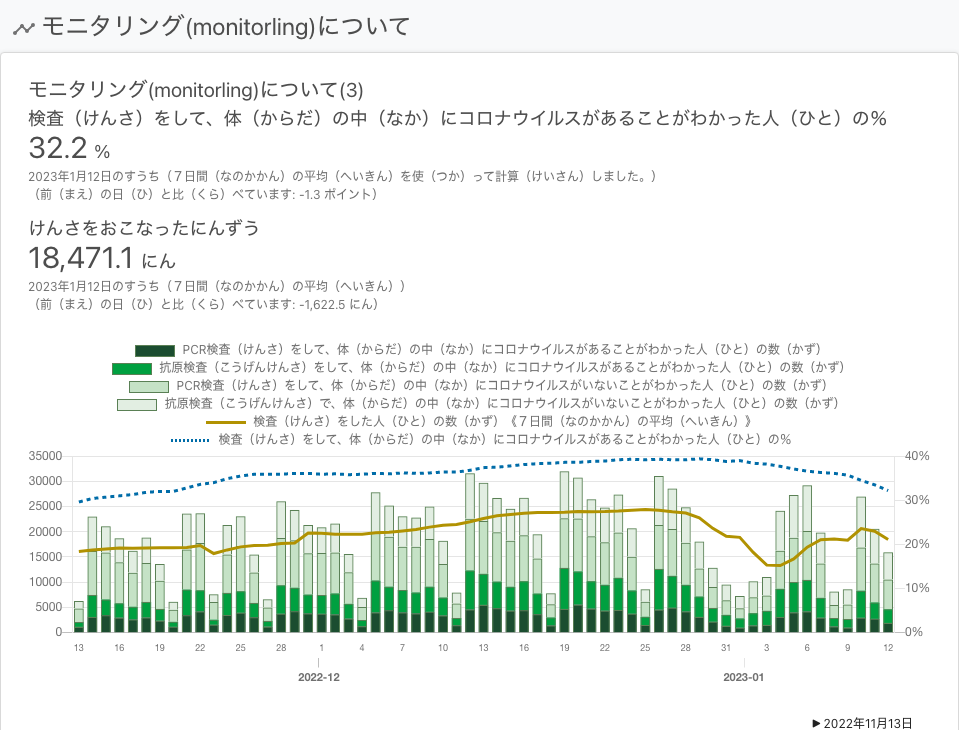 モニタリング(monitorling)について
モニタリング(monitorling)について(3)
検査（けんさ）をして、体（からだ）の中（なか）にコロナウイルスがあることがわかった人（ひと）の%
32.2 %
2023年1月12日のすうち（７日間（なのかかん）の平均（へいきん）を使（つか）って計算（けいさん）しました。）
（前（まえ）の日（ひ）と比（くら）べています: -1.3 ポイント）
けんさをおこなったにんずう
18,471.1 にん
2023年1月12日のすうち（７日間（なのかかん）の平均（へいきん））
（前（まえ）の日（ひ）と比（くら）べています: -1,622.5 にん）
PCR検査（けんさ）をして、体（からだ）の中（なか）にコロナウイルスがあることがわかった人（ひと）の数（かず）
抗原検査（こうげんけんさ）をして、体（からだ）の中（なか）にコロナウイルスがあることがわかった人（ひと）の数（かず）
PCR検査（けんさ）をして、体（からだ）の中（なか）にコロナウイルスがいないことがわかった人（ひと）の数（かず）
抗原検査（こうげんけんさ）で、体（からだ）の中（なか）にコロナウイルスがいないことがわかった人（ひと）の数（かず）
検査（けんさ）をした人（ひと）の数（かず）《７日間（なのかかん）の平均（へいきん）》
検査（けんさ）をして、体（からだ）の中（なか）にコロナウイルスがあることがわかった人（ひと）の%
35000 40%
30000
25000 30%
20000
15000 20%
10000 10%
5000
0 0%
13 16 19 22 25 28 1 4 7 10 13 16 19 22 25 28 31 3 6 9 12
2022-12 2023-01
▶ 2022年11月13日